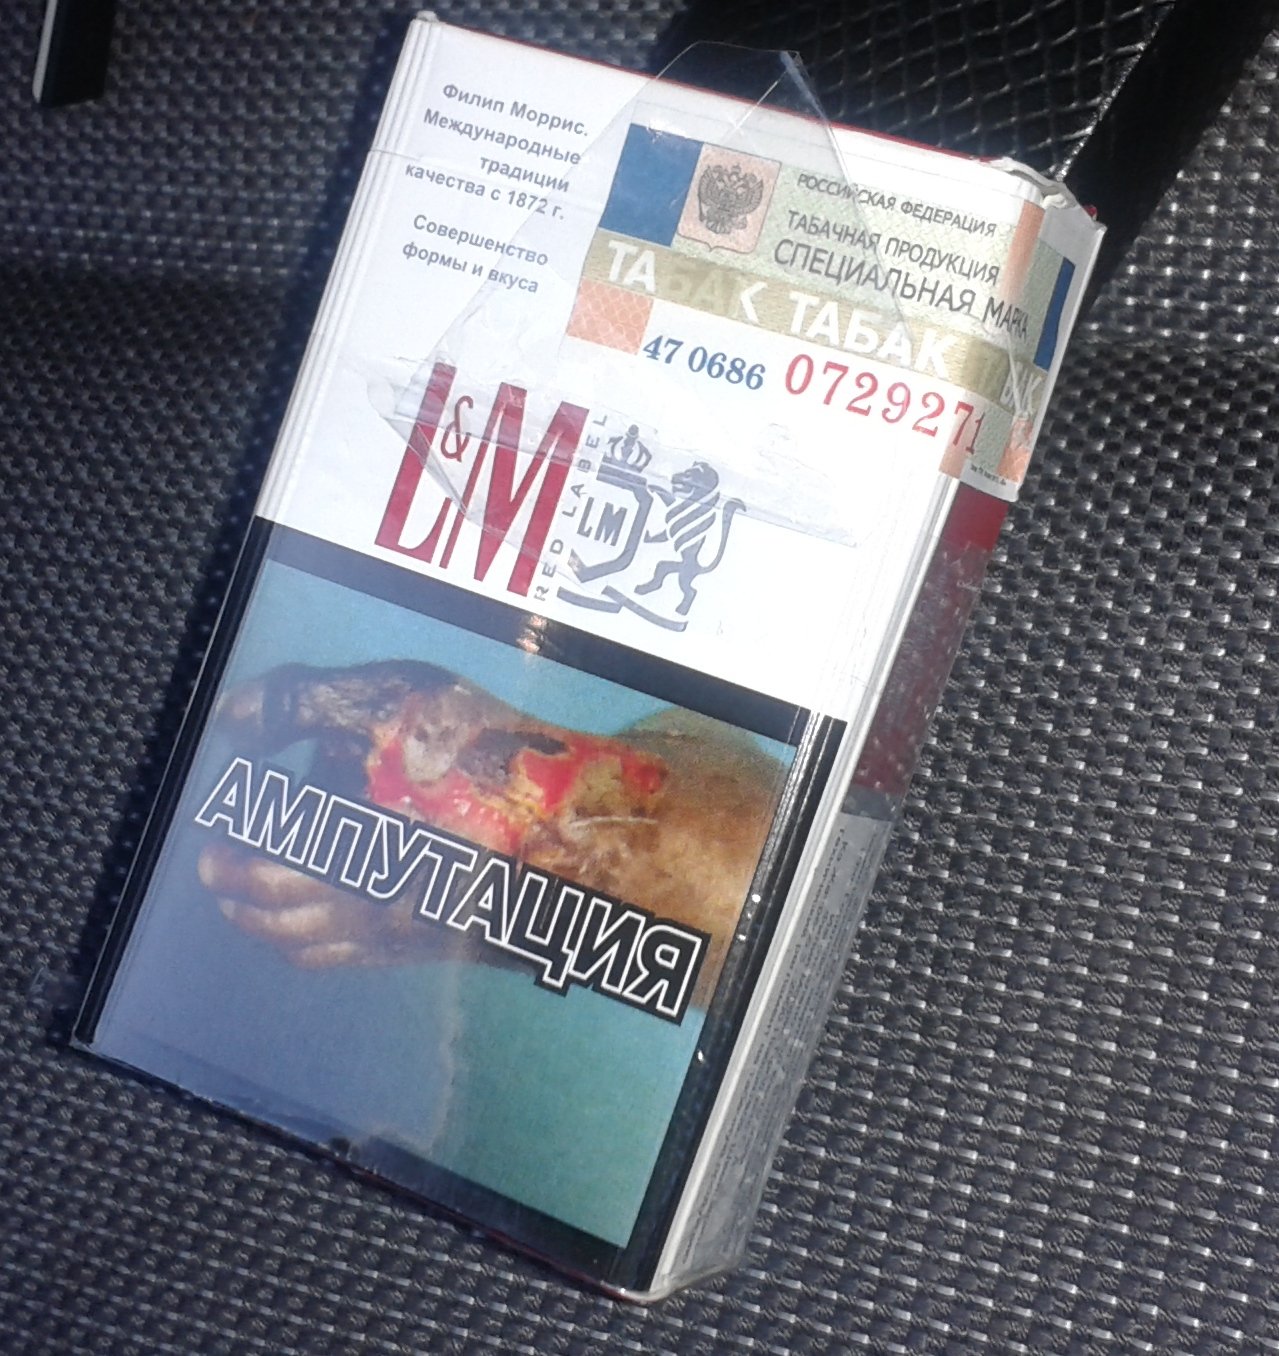 Филип Моррис.
Международные
традиции
качества с 1872 г.
Совершенство
формы и вкуса
РОССИЙСКАЯ ФЕДЕРАЦИЯ
ТАБАЧНАЯ ПРОДУКЦИЯ
СПЕЦИАЛЬНАЯ МАРКА
ТАБАК ТАБАК
47 0686 0729271
L&M
RED LABEL
LM
АМПУТАЦИЯ